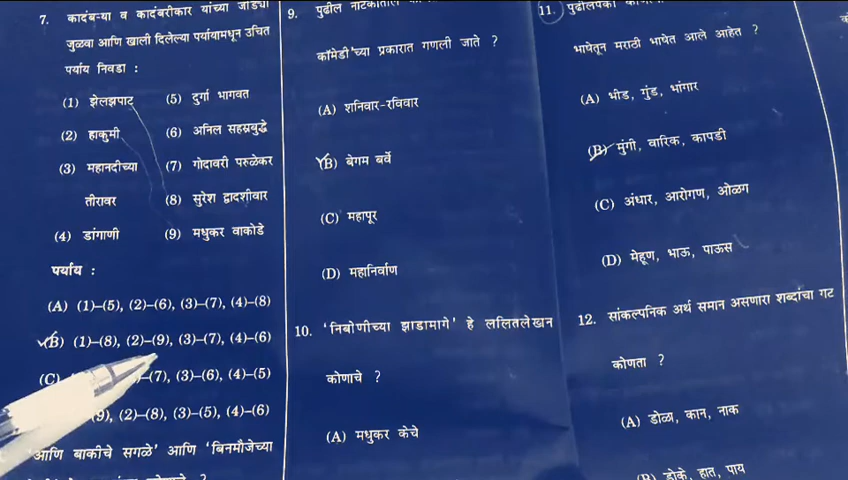 7. कादंबऱ्या व कादंबरीकार यांच्या जोड्या
जुळवा आणि खाली दिलेल्या पर्यायामधून उचित
पर्याय निवडा :
(1) झेलझपाट (5) दुर्गा भागवत
(2) हाकुमी (6) अनिल सहस्रबुद्धे
(3) महानदीच्या (7) गोदावरी परुळेकर
तीरावर (8) सुरेश द्वादशीवार
(4) डांगाणी (9) मधुकर वाकोडे
पर्याय :
(A) (1)–(5), (2)–(6), (3)–(7), (4)–(8)
(B) (1)–(8), (2)–(9), (3)–(7), (4)–(6)
(C) –(7), (3)–(6), (4)–(5)
(9), (2)–(8), (3)–(5), (4)–(6)
आणि बाकीचे सगळे' आणि 'बिनमौजेच्या
?
9. पुढील नाटकांतील
कॉमेडी'च्या प्रकारात गणली जाते ?
(A) शनिवार-रविवार
(B) बेगम बर्वे
(C) महापूर
(D) महानिर्वाण
10. 'निबोणीच्या झाडामागे' हे ललितलेखन
कोणाचे ?
(A) मधुकर केचे
11. पुढीलपैकी
भाषेतून मराठी भाषेत आले आहेत ?
(A) भीड, गुंड, भांगार
(B) मुंगी, वारिक, कापडी
(C) अंधार, आरोगण, ओळग
(D) मेहूण, भाऊ, पाऊस
12. सांकल्पनिक अर्थ समान असणारा शब्दांचा गट
कोणता ?
(A) डोळा, कान, नाक
(B) डोके, हात, पाय